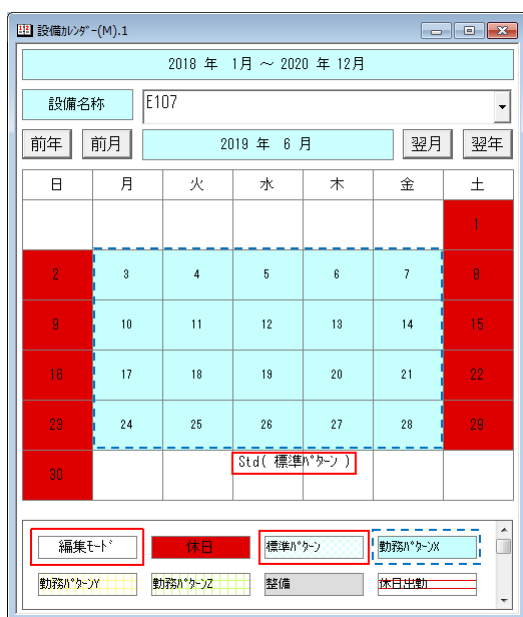 設備ｶﾚﾝﾀﾞｰ(M).1
2018 年 1月 ～ 2020 年 12月
設備名称 E107
前年 前月 2019 年 6 月 翌月 翌年
日 月 火 水 木 金 土
1
2 3 4 5 6 7 8
9 10 11 12 13 14 15
16 17 18 19 20 21 22
23 24 25 26 27 28 29
Std( 標準ﾊﾟﾀｰﾝ )
30
編集ﾓｰﾄﾞ 休日 標準ﾊﾟﾀｰﾝ 勤務ﾊﾟﾀｰﾝX
勤務ﾊﾟﾀｰﾝY 勤務ﾊﾟﾀｰﾝZ 整備 休日出勤